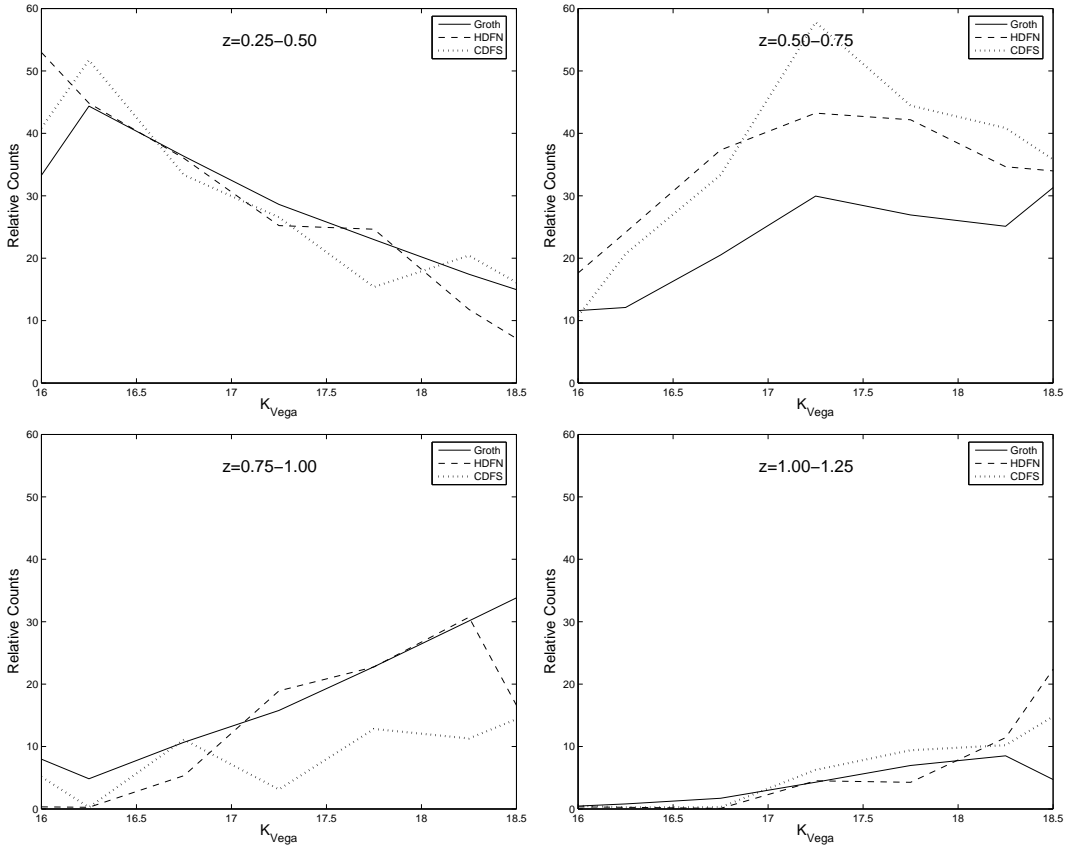 60
50
40
30
20
10
0
16
16.5
17
17.5
18
18.5
Relative Counts
K_Vega
z=0.25−0.50
Groth
HDFN
CDFS
60
50
40
30
20
10
0
16
16.5
17
17.5
18
18.5
Relative Counts
K_Vega
z=0.50−0.75
Groth
HDFN
CDFS
60
50
40
30
20
10
0
16
16.5
17
17.5
18
18.5
Relative Counts
K_Vega
z=0.75−1.00
Groth
HDFN
CDFS
60
50
40
30
20
10
0
16
16.5
17
17.5
18
18.5
Relative Counts
K_Vega
z=1.00−1.25
Groth
HDFN
CDFS